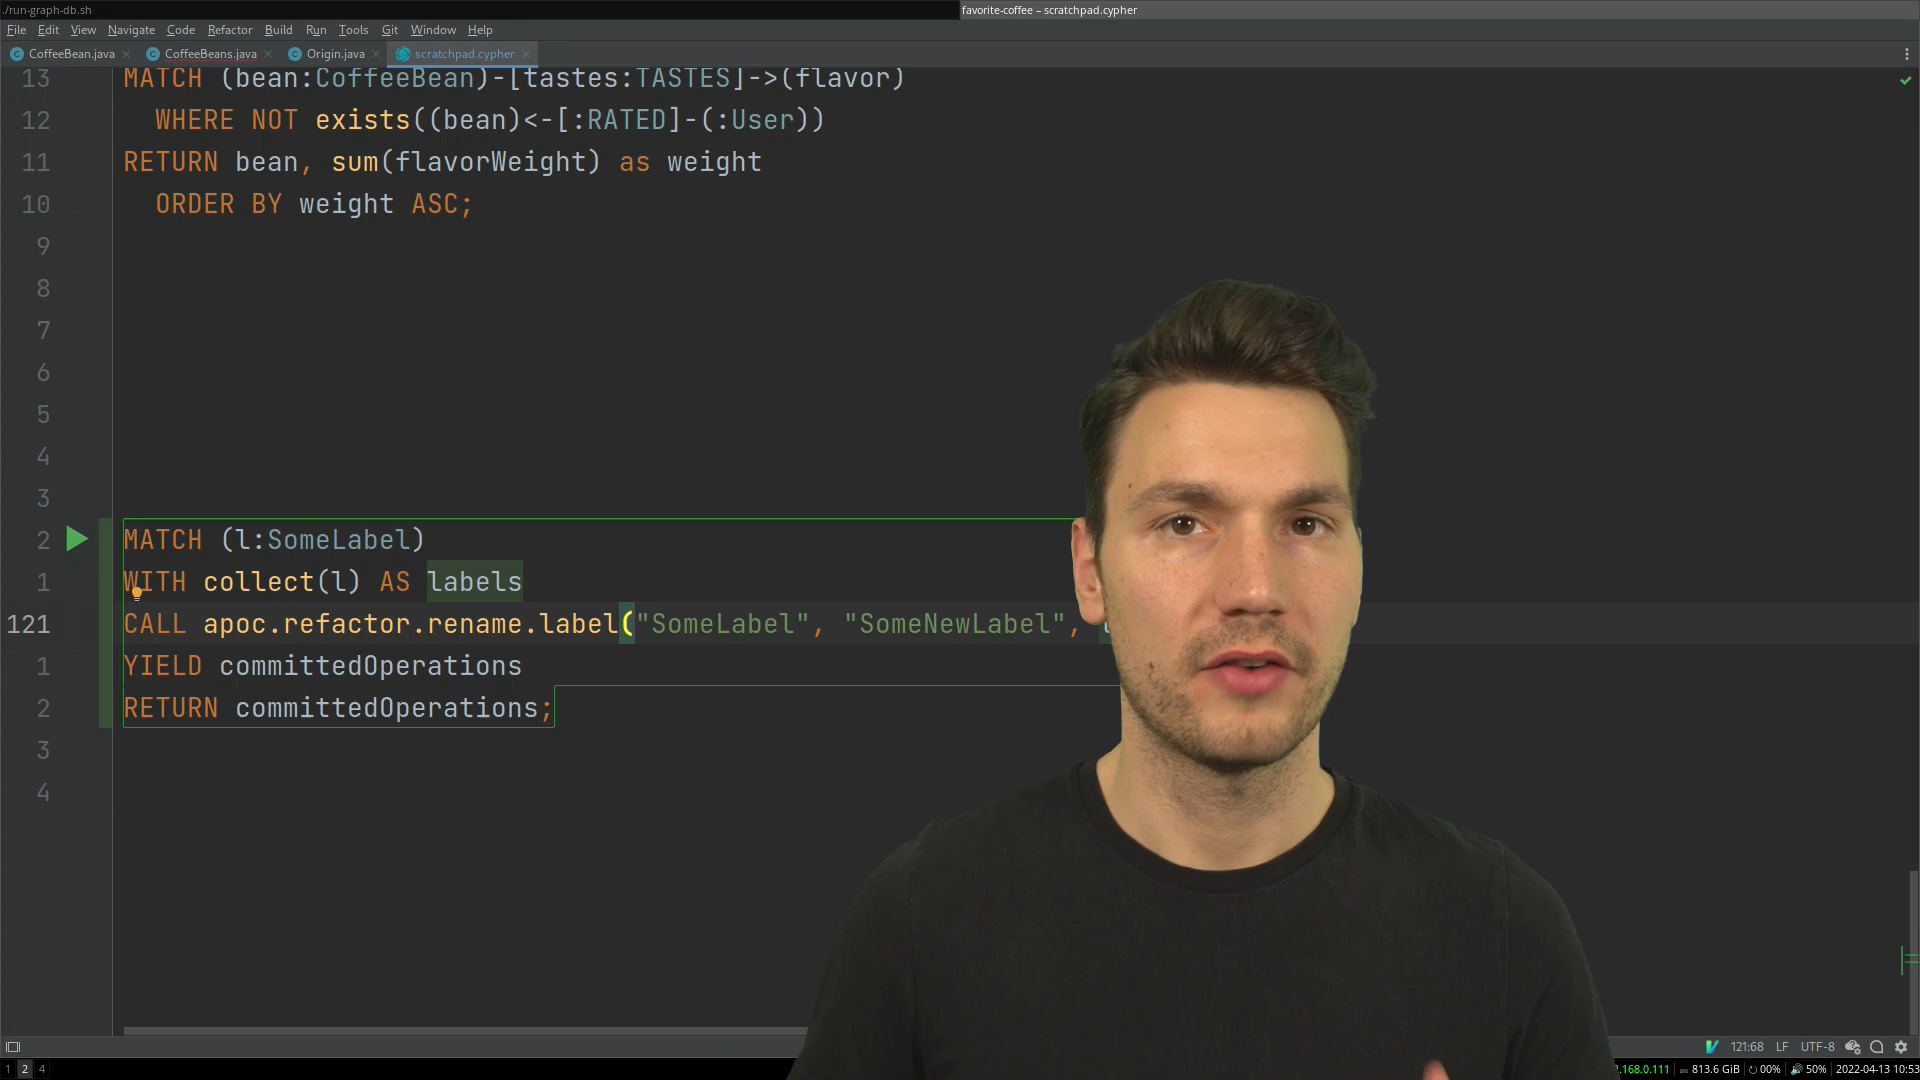 ./run-graph-db.sh
favorite-coffee – scratchpad.cypher
File Edit View Navigate Code Refactor Build Run Tools Git Window Help
CoffeeBean.java CoffeeBeans.java Origin.java scratchpad.cypher
13 MATCH (bean:CoffeeBean)-[tastes:TASTES]->(flavor)
12 WHERE NOT exists((bean)<-[:RATED]-(:User))
11 RETURN bean, sum(flavorWeight) as weight
10 ORDER BY weight ASC;
9
8
7
6
5
4
3
2 MATCH (l:SomeLabel)
1 WITH collect(l) AS labels
121 CALL apoc.refactor.rename.label("SomeLabel", "SomeNewLabel",
1 YIELD committedOperations
2 RETURN committedOperations;
3
4
121:68 LF UTF-8
1 2 4
.168.0.111 813.6 GiB 00% 50% 2022-04-13 10:53